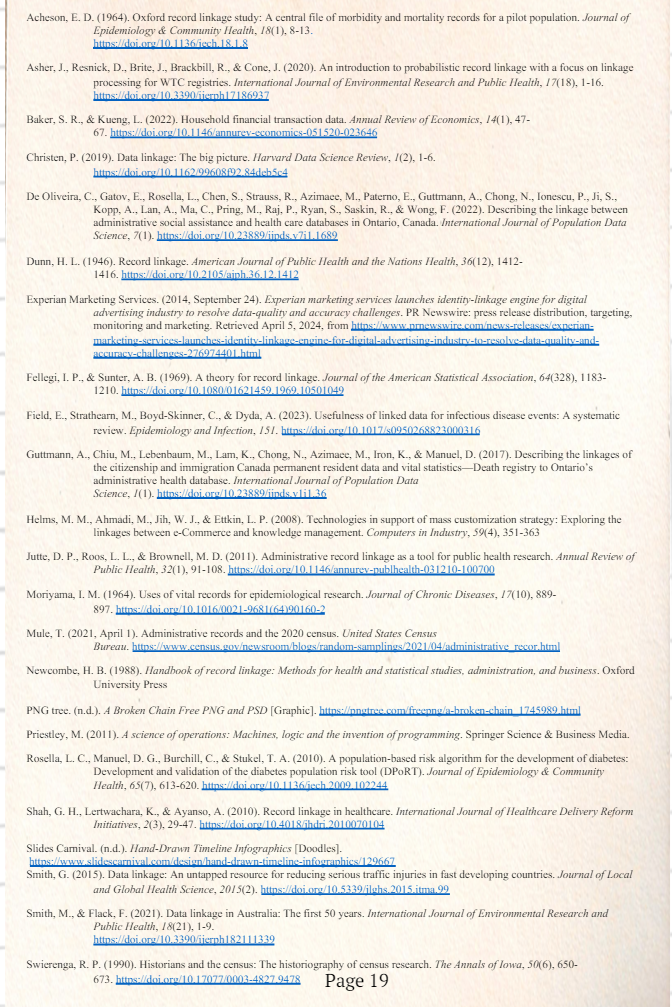 Acheson, E. D. (1964). Oxford record linkage study: A central file of morbidity and mortality records for a pilot population. Journal of
Epidemiology & Community Health, 18(1), 8-13.
https://doi.org/10.1136/jech.18.1.8
Asher, J., Resnick, D., Brite, J., Brackbill, R., & Cone, J. (2020). An introduction to probabilistic record linkage with a focus on linkage
processing for WTC registries. International Journal of Environmental Research and Public Health, 17(18), 1-16.
https://doi.org/10.3390/ijerph17186937
Baker, S. R., & Kueng, L. (2022). Household financial transaction data. Annual Review of Economics, 14(1), 47-
67. https://doi.org/10.1146/annurev-economics-051520-023646
Christen, P. (2019). Data linkage: The big picture. Harvard Data Science Review, 1(2), 1-6.
https://doi.org/10.1162/99608f92.84deb5c4
De Oliveira, C., Gatov, E., Rosella, L., Chen, S., Strauss, R., Azimaee, M., Paterno, E., Guttmann, A., Chong, N., Ionescu, P., Ji, S.,
Kopp, A., Lan, A., Ma, C., Pring, M., Raj, P., Ryan, S., Saskin, R., & Wong, F. (2022). Describing the linkage between
administrative social assistance and health care databases in Ontario, Canada. International Journal of Population Data
Science, 7(1). https://doi.org/10.23889/ijpds.v7i1.1689
Dunn, H. L. (1946). Record linkage. American Journal of Public Health and the Nations Health, 36(12), 1412-
1416. https://doi.org/10.2105/ajph.36.12.1412
Experian Marketing Services. (2014, September 24). Experian marketing services launches identity-linkage engine for digital
advertising industry to resolve data-quality and accuracy challenges. PR Newswire: press release distribution, targeting,
monitoring and marketing. Retrieved April 5, 2024, from https://www.prnewswire.com/news-releases/experian-
marketing-services-launches-identity-linkage-engine-for-digital-advertising-industry-to-resolve-data-quality-and-
accuracy-challenges-276974401.html
Fellegi, I. P., & Sunter, A. B. (1969). A theory for record linkage. Journal of the American Statistical Association, 64(328), 1183-
1210. https://doi.org/10.1080/01621459.1969.10501049
Field, E., Strathearn, M., Boyd-Skinner, C., & Dyda, A. (2023). Usefulness of linked data for infectious disease events: A systematic
review. Epidemiology and Infection, 151. https://doi.org/10.1017/s0950268823000316
Guttmann, A., Chiu, M., Lebenbaum, M., Lam, K., Chong, N., Azimaee, M., Iron, K., & Manuel, D. (2017). Describing the linkages of
the citizenship and immigration Canada permanent resident data and vital statistics—Death registry to Ontario's
administrative health database. International Journal of Population Data
Science, 1(1). https://doi.org/10.23889/ijpds.v1i1.36
Helms, M. M., Ahmadi, M., Jih, W. J., & Ettkin, L. P. (2008). Technologies in support of mass customization strategy: Exploring the
linkages between e-Commerce and knowledge management. Computers in Industry, 59(4), 351-363
Jutte, D. P., Roos, L. L., & Brownell, M. D. (2011). Administrative record linkage as a tool for public health research. Annual Review of
Public Health, 32(1), 91-108. https://doi.org/10.1146/annurev-publhealth-031210-100700
Moriyama, I. M. (1964). Uses of vital records for epidemiological research. Journal of Chronic Diseases, 17(10), 889-
897. https://doi.org/10.1016/0021-9681(64)90160-2
Mule, T. (2021, April 1). Administrative records and the 2020 census. United States Census
Bureau. https://www.census.gov/newsroom/blogs/random-samplings/2021/04/administrative_recor.html
Newcombe, H. B. (1988). Handbook of record linkage: Methods for health and statistical studies, administration, and business. Oxford
University Press
PNG tree. (n.d.). A Broken Chain Free PNG and PSD [Graphic]. https://pngtree.com/freepng/a-broken-chain_1745989.html
Priestley, M. (2011). A science of operations: Machines, logic and the invention of programming. Springer Science & Business Media.
Rosella, L. C., Manuel, D. G., Burchill, C., & Stukel, T. A. (2010). A population-based risk algorithm for the development of diabetes:
Development and validation of the diabetes population risk tool (DPoRT). Journal of Epidemiology & Community
Health, 65(7), 613-620. https://doi.org/10.1136/jech.2009.102244
Shah, G. H., Lertwachara, K., & Ayanso, A. (2010). Record linkage in healthcare. International Journal of Healthcare Delivery Reform
Initiatives, 2(3), 29-47. https://doi.org/10.4018/jhdri.2010070104
Slides Carnival. (n.d.). Hand-Drawn Timeline Infographics [Doodles].
https://www.slidescarnival.com/design/hand-drawn-timeline-infographics/129667
Smith, G. (2015). Data linkage: An untapped resource for reducing serious traffic injuries in fast developing countries. Journal of Local
and Global Health Science, 2015(2). https://doi.org/10.5339/jlghs.2015.itma.99
Smith, M., & Flack, F. (2021). Data linkage in Australia: The first 50 years. International Journal of Environmental Research and
Public Health, 18(21), 1-9.
https://doi.org/10.3390/ijerph182111339
Swierenga, R. P. (1990). Historians and the census: The historiography of census research. The Annals of Iowa, 50(6), 650-
673. https://doi.org/10.17077/0003-4827.9478
Page 19